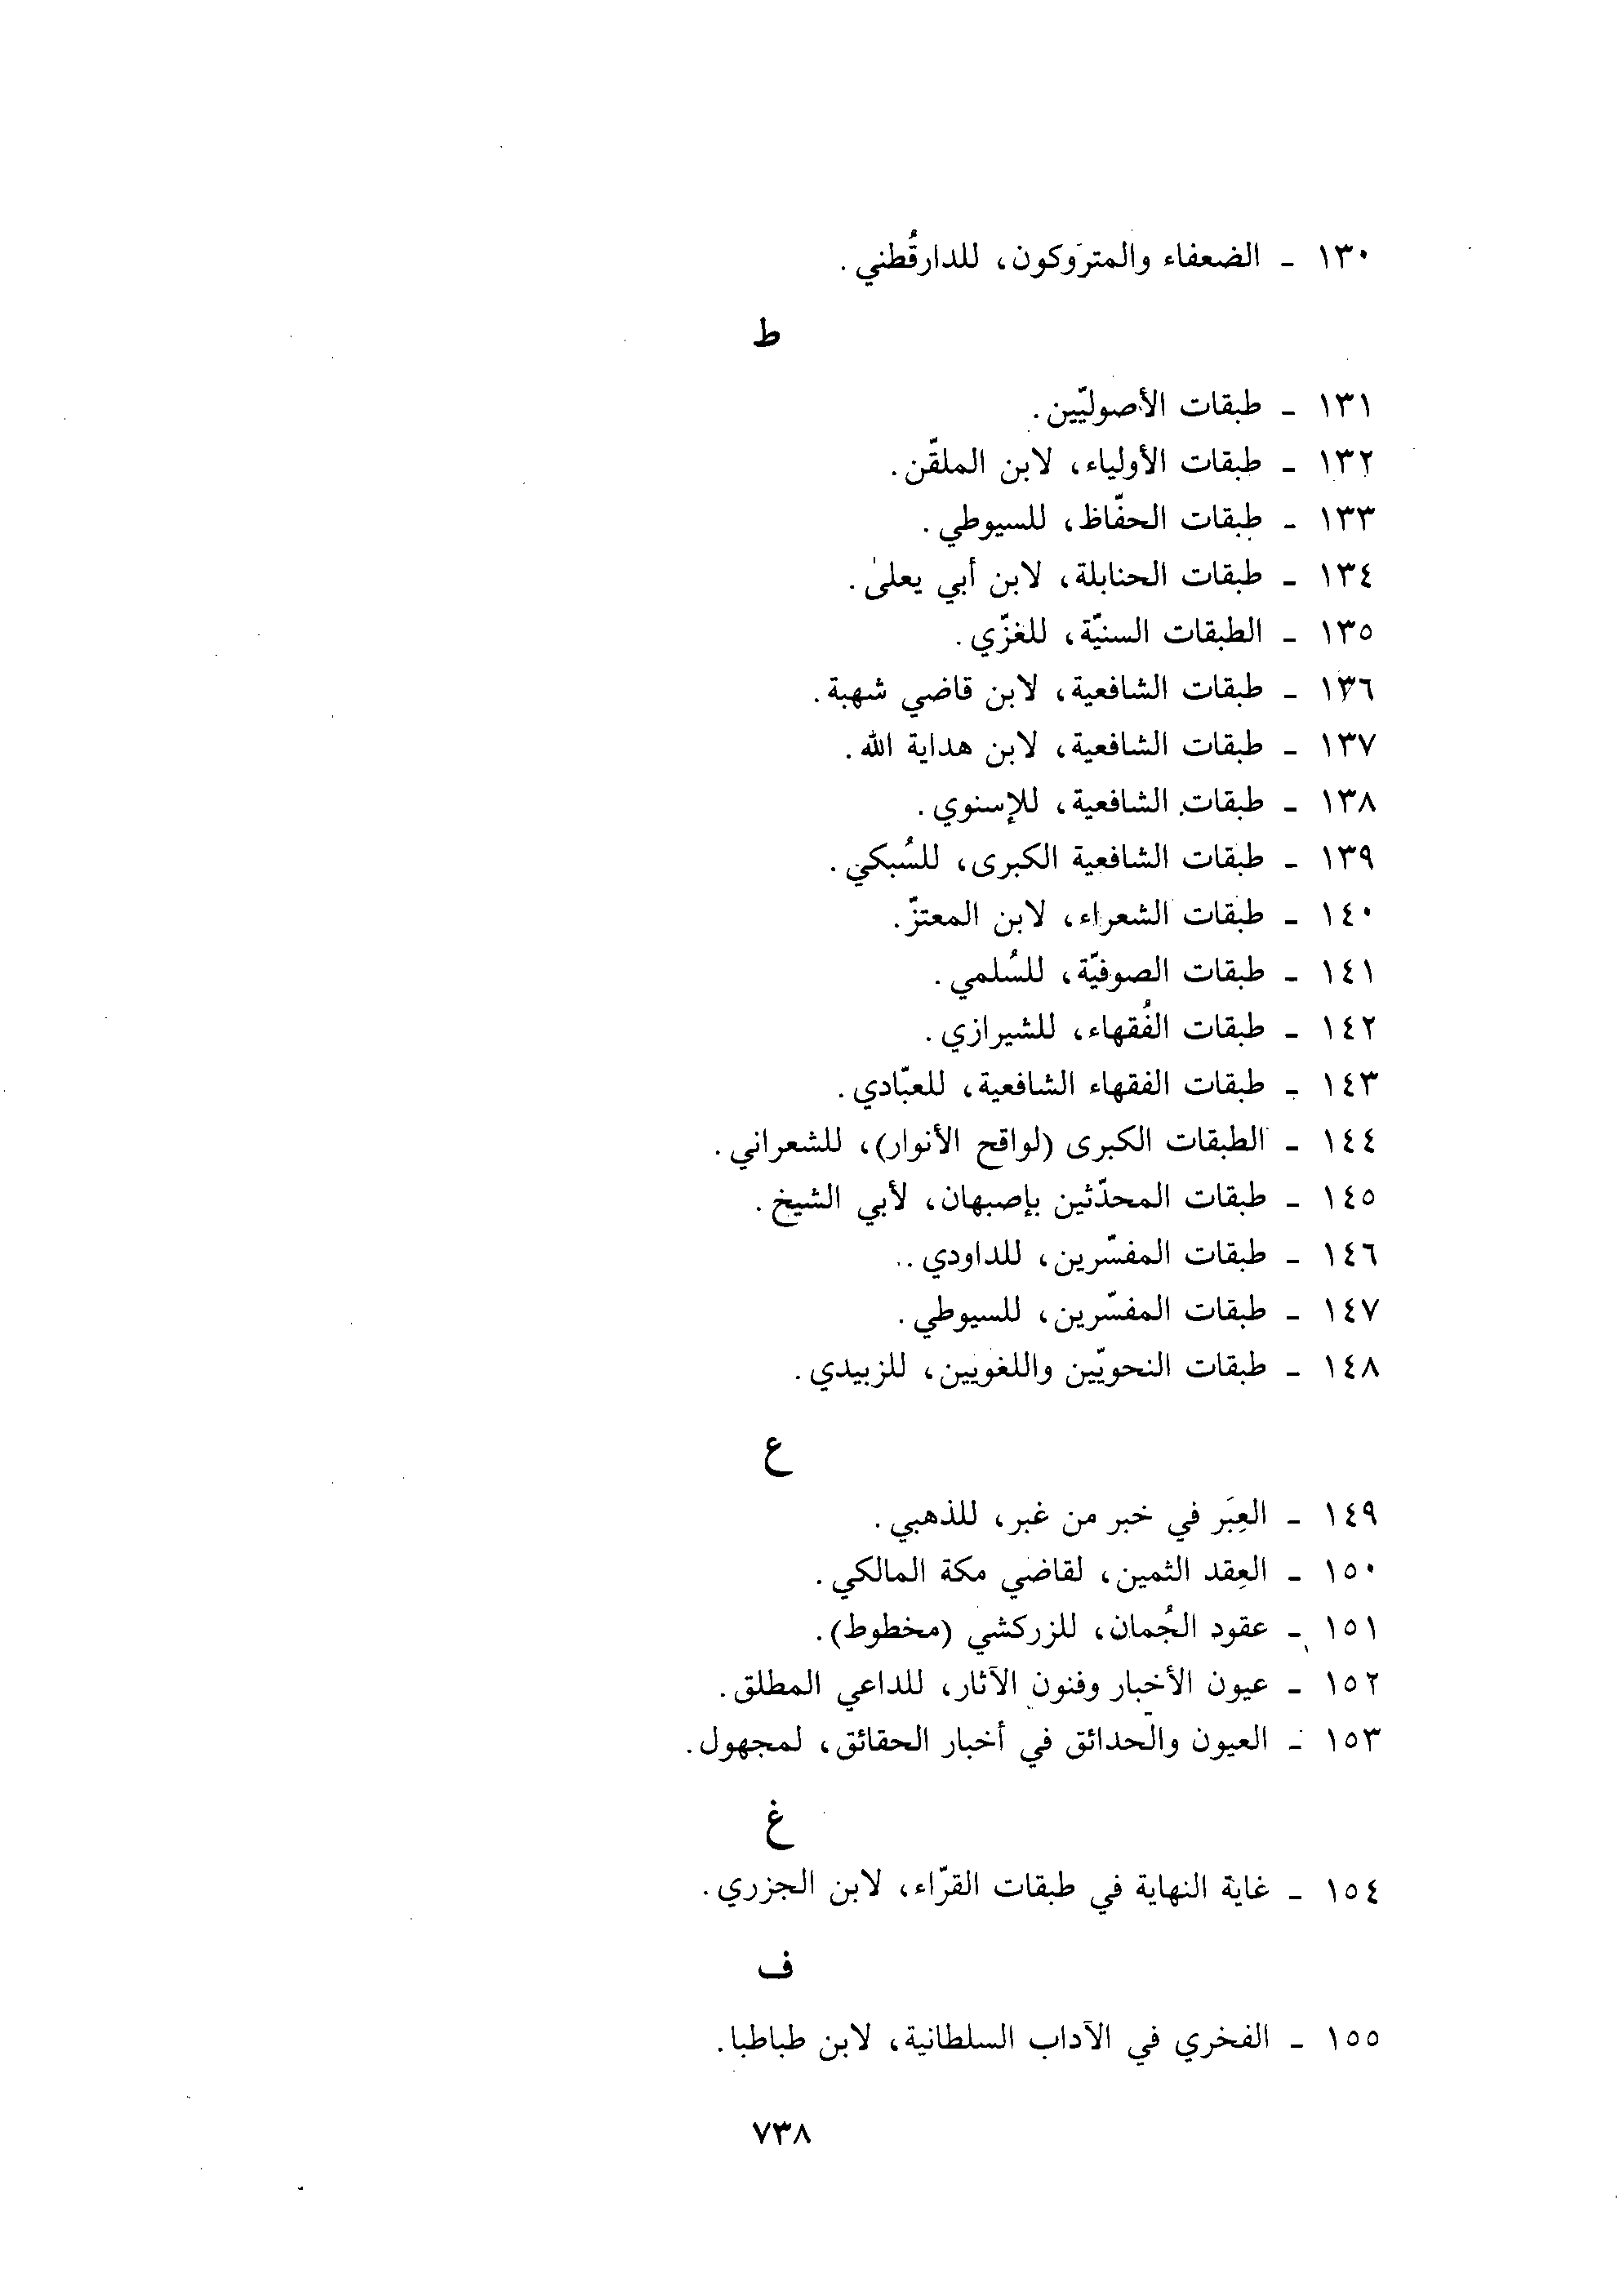 ١٣٠ - الضعفاء والمتروكون، للدارقُطني.
ط
١٣١ - طبقات الأصوليّين.
١٣٢ - طبقات الأولياء، لابن الملقّن.
١٣٣ - طبقات الحفّاظ، للسيوطي.
١٣٤ - طبقات الحنابلة، لابن أبي يعلىٰ.
١٣٥ - الطبقات السنيّة، للغزّي.
١٣٦ - طبقات الشافعية، لابن قاضي شهبة.
١٣٧ - طبقات الشافعية، لابن هداية الله.
١٣٨ - طبقات الشافعية، للإسنوي.
١٣٩ - طبقات الشافعية الكبرى، للسُبكي.
١٤٠ - طبقات الشعراء، لابن المعتزّ.
١٤١ - طبقات الصوفيّة، للسُلمي.
١٤٢ - طبقات الفُقهاء، للشيرازي.
١٤٣ - طبقات الفقهاء الشافعية، للعبّادي.
١٤٤ - الطبقات الكبرى (لواقح الأنوار)، للشعراني.
١٤٥ - طبقات المحدّثين بإصبهان، لأبي الشيخ.
١٤٦ - طبقات المفسّرين، للداودي..
١٤٧ - طبقات المفسّرين، للسيوطي.
١٤٨ - طبقات النحويّين واللغويين، للزبيدي.
ع
١٤٩ - العِبَر في خبر من غبر، للذهبي.
١٥٠ - العِقد الثمين، لقاضي مكة المالكي.
١٥١ - عقود الجُمان، للزركشي (مخطوط).
١٥٢ - عيون الأخبار وفنون الآثار، للداعي المطلق.
١٥٣ - العيون والحدائق في أخبار الحقائق، لمجهول.
غ
١٥٤ - غاية النهاية في طبقات القرّاء، لابن الجزري.
ف
١٥٥ - الفخري في الآداب السلطانية، لابن طباطبا.
٧٣٨